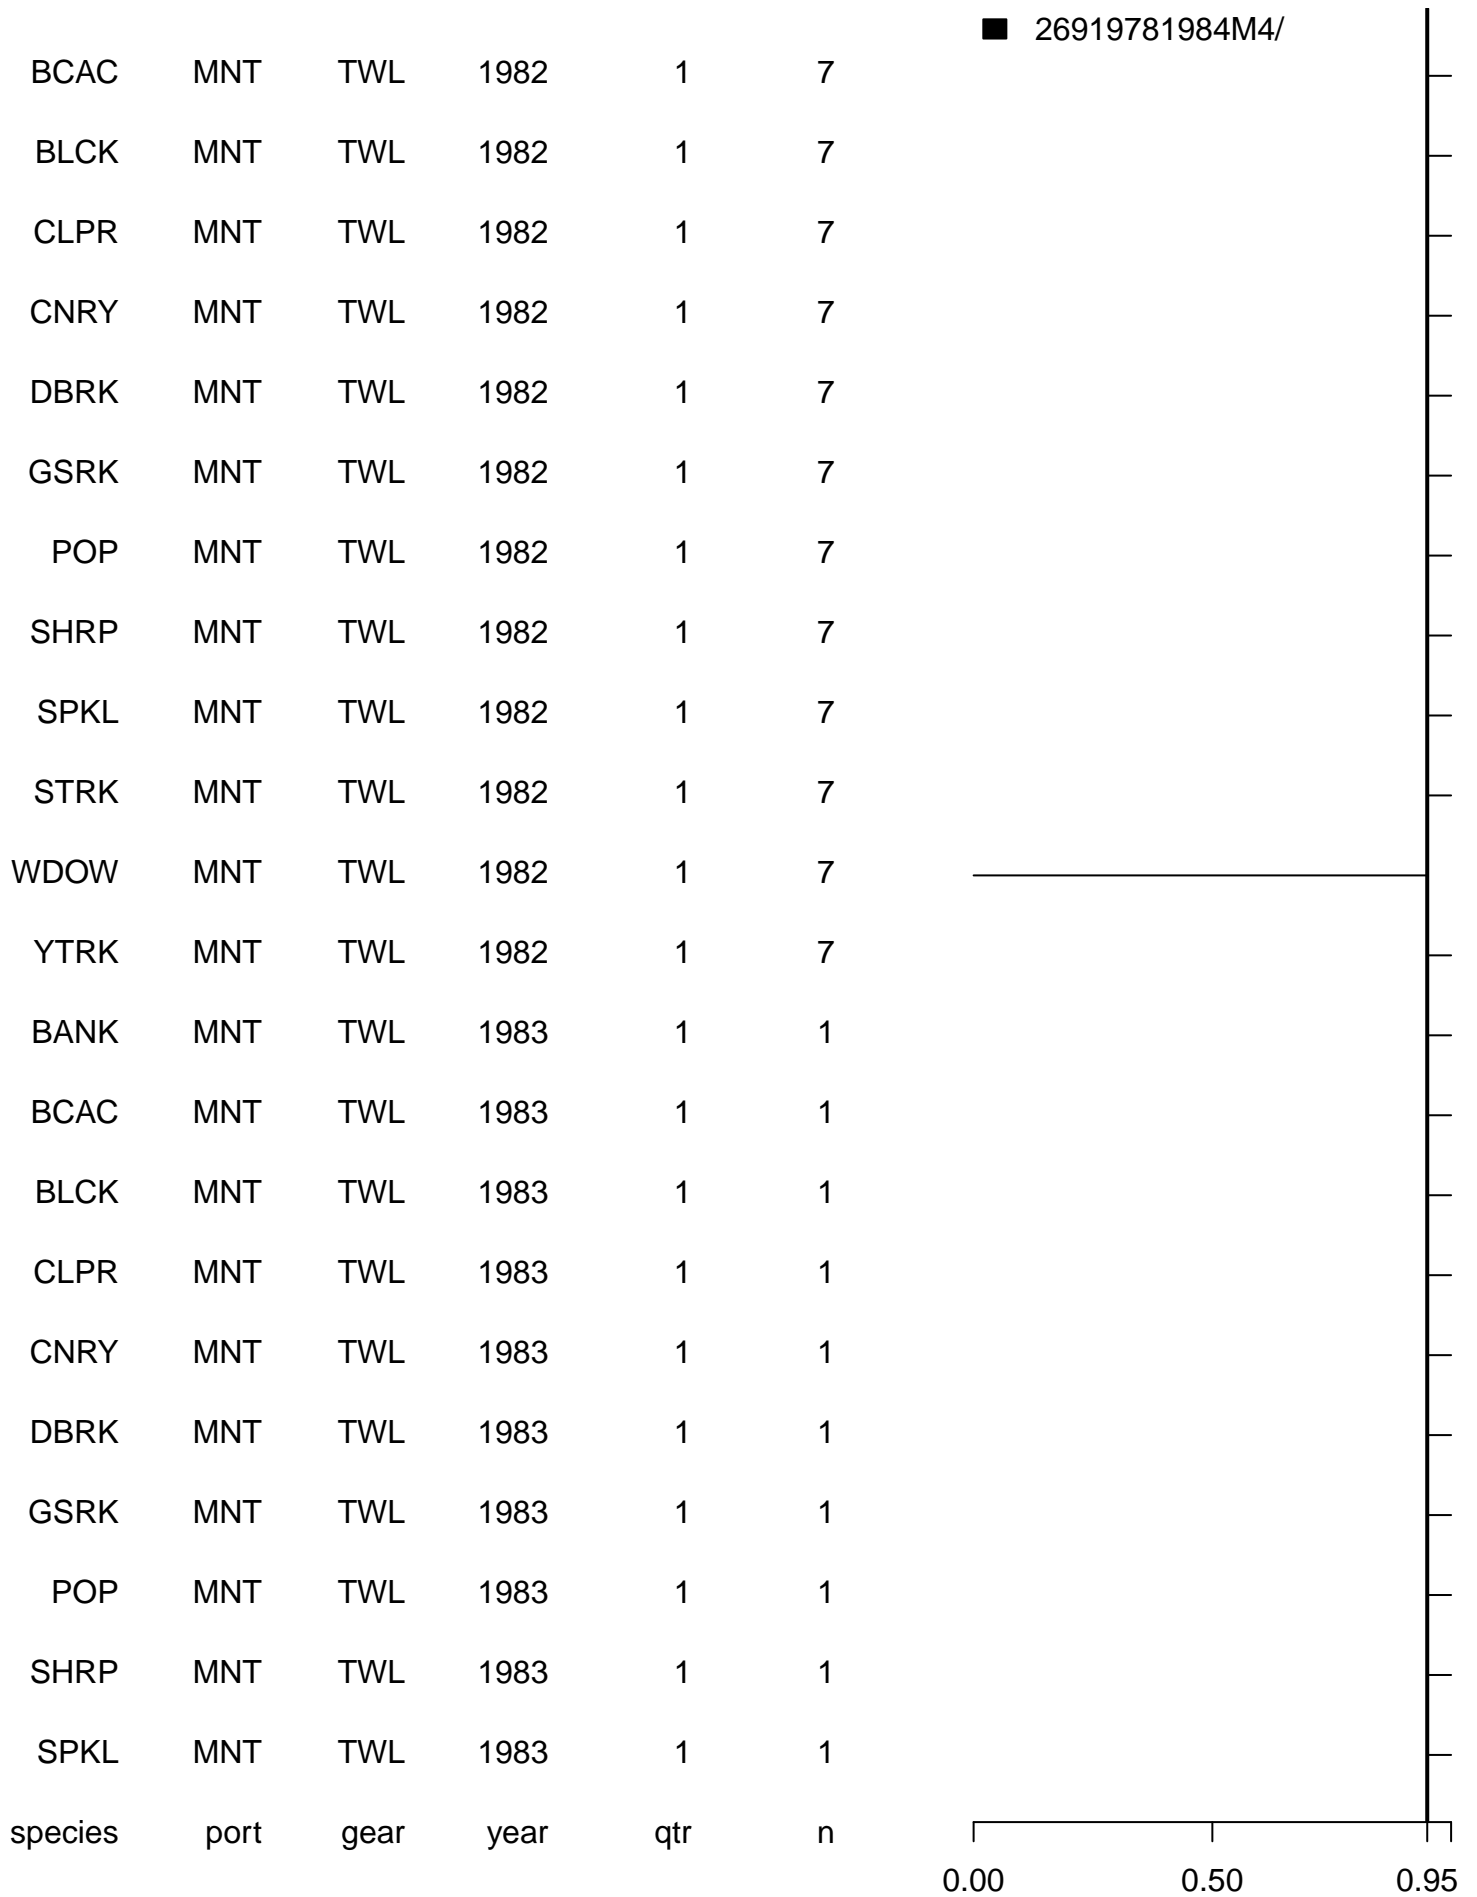 26919781984M4/
BCAC MNT TWL 1982 1 7
BLCK MNT TWL 1982 1 7
CLPR MNT TWL 1982 1 7
CNRY MNT TWL 1982 1 7
DBRK MNT TWL 1982 1 7
GSRK MNT TWL 1982 1 7
POP MNT TWL 1982 1 7
SHRP MNT TWL 1982 1 7
SPKL MNT TWL 1982 1 7
STRK MNT TWL 1982 1 7
WDOW MNT TWL 1982 1 7
YTRK MNT TWL 1982 1 7
BANK MNT TWL 1983 1 1
BCAC MNT TWL 1983 1 1
BLCK MNT TWL 1983 1 1
CLPR MNT TWL 1983 1 1
CNRY MNT TWL 1983 1 1
DBRK MNT TWL 1983 1 1
GSRK MNT TWL 1983 1 1
POP MNT TWL 1983 1 1
SHRP MNT TWL 1983 1 1
SPKL MNT TWL 1983 1 1
species port gear year qtr n
0.00 0.50 0.95